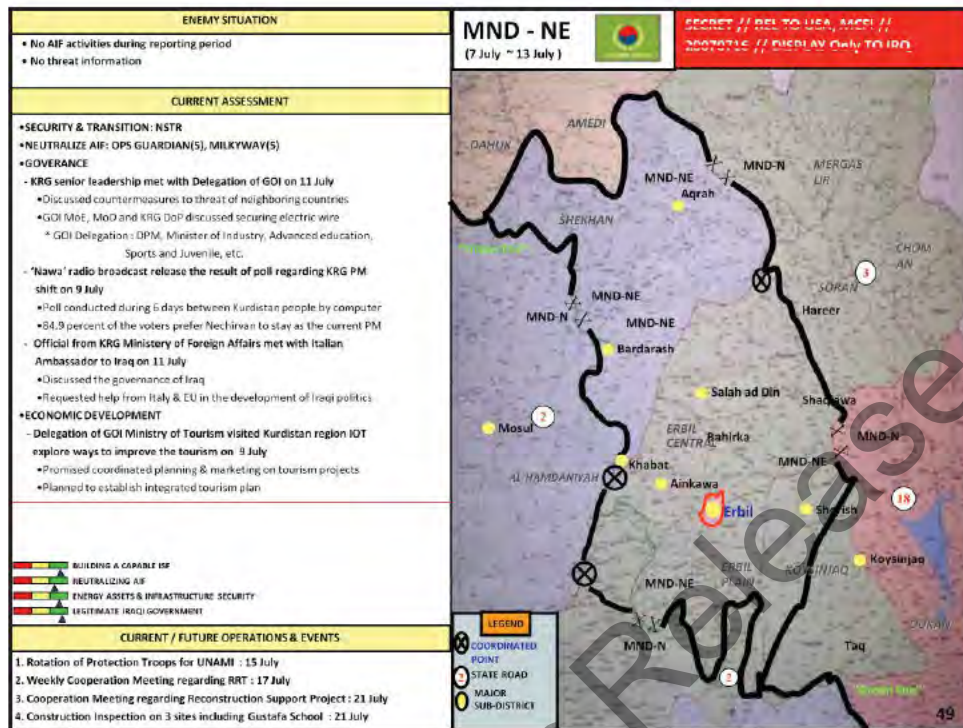 ENEMY SITUATION
• No AIF activities during reporting period
• No threat information
CURRENT ASSESSMENT
•SECURITY & TRANSITION: NSTR
•NEUTRALIZE AIF: OPS GUARDIAN(5), MILKYWAY(5)
•GOVERANCE
- KRG senior leadership met with Delegation of GOI on 11 July
•Discussed countermeasures to threat of neighboring countries
•GOI MoE, MoD and KRG DoP discussed securing electric wire
* GOI Delegation : DPM, Minister of Industry, Advanced education,
Sports and Juvenile, etc.
- 'Nawa' radio broadcast release the result of poll regarding KRG PM
shift on 9 July
•Poll conducted during 6 days between Kurdistan people by computer
•84.9 percent of the voters prefer Nechirvan to stay as the current PM
- Official from KRG Ministery of Foreign Affairs met with Italian
Ambassador to Iraq on 11 July
•Discussed the governance of Iraq
•Requested help from Italy & EU in the development of Iraqi politics
•ECONOMIC DEVELOPMENT
- Delegation of GOI Ministry of Tourism visited Kurdistan region IOT
explore ways to improve the tourism on 9 July
•Promised coordinated planning & marketing on tourism projects
•Planned to establish integrated tourism plan
BUILDING A CAPABLE ISF
NEUTRALIZING AIF
ENERGY ASSETS & INFRASTRUCTURE SECURITY
LEGITIMATE IRAQI GOVERNMENT
CURRENT / FUTURE OPERATIONS & EVENTS
1. Rotation of Protection Troops for UNAMI : 15 July
2. Weekly Cooperation Meeting regarding RRT : 17 July
3. Cooperation Meeting regarding Reconstruction Support Project : 21 July
4. Construction Inspection on 3 sites including Gustafa School : 21 July
MND - NE
(7 July ~ 13 July )
SECRET // REL TO USA, MCFI //
20070716 // DISPLAY Only TO IRQ
AMEDI
DAHUK
MND-N
MERGAS
UR
MND-NE
Aqrah
SHEKHAN
CHOM
AN
3
SORAN
Hareer
MND-NE
MND-N
MND-NE
Bardarash
Salah ad Din
Shaqlawa
2
Mosul
ERBIL
CENTRAL
Bahirka
MND-N
MND-NE
Khabat
AL HAMDANIYAH
Ainkawa
18
Erbil
Shorish
Koysinjaq
ERBIL
PLAIN
KOYSINJAQ
MND-NE
DUKAN
MND-N
Taq
2
"Green line"
LEGEND
COORDINATED
POINT
2
STATE ROAD
MAJOR
SUB-DISTRICT
49
Release